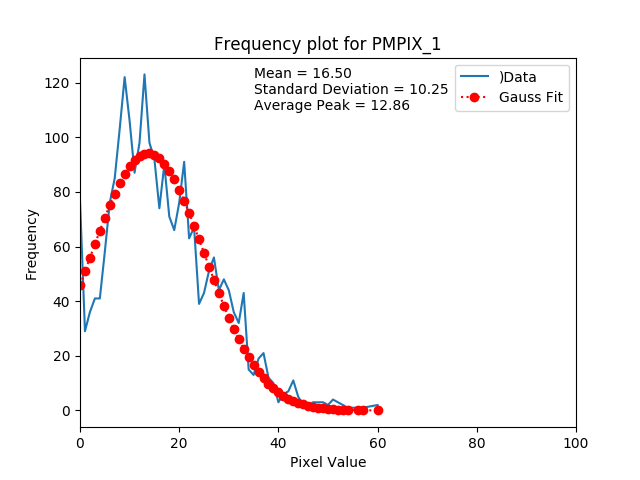 Frequency plot for PMPIX_1
Mean = 16.50
Standard Deviation = 10.25
Average Peak = 12.86
)Data
Gauss Fit
Frequency
120
100
80
60
40
20
0
0 20 40 60 80 100
Pixel Value